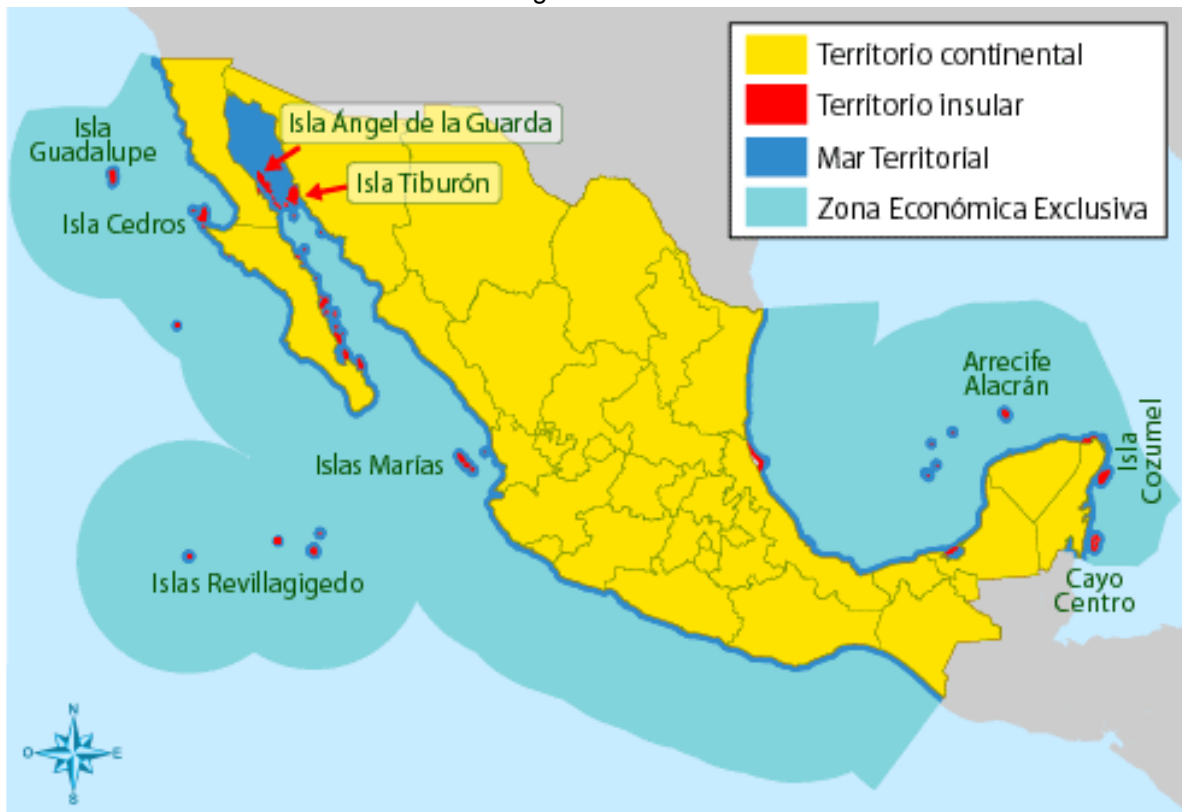 Territorio continental
Territorio insular
Mar Territorial
Zona Económica Exclusiva
Isla Ángel de la Guarda
Isla
Guadalupe
Isla Tiburón
Isla Cedros
Arrecife
Alacrán
Isla
Cozumel
Islas Marías
Islas Revillagigedo
Cayo
Centro
N
O
E
S